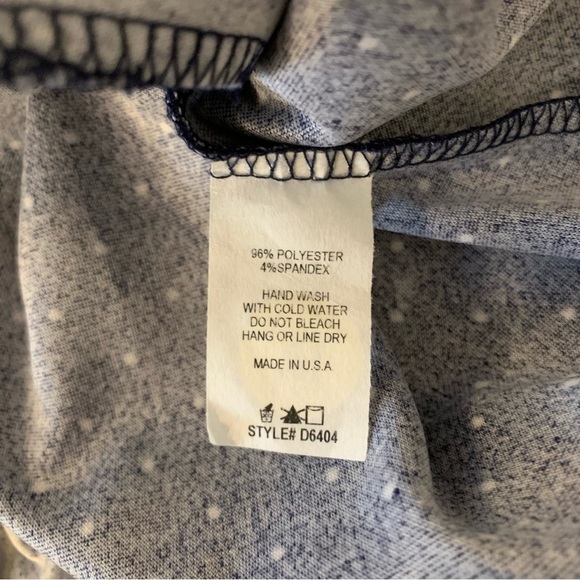 96% POLYESTER
4%SPANDEX
HAND WASH
WITH COLD WATER
DO NOT BLEACH
HANG OR LINE DRY
MADE IN U.S.A
STYLE# D6404